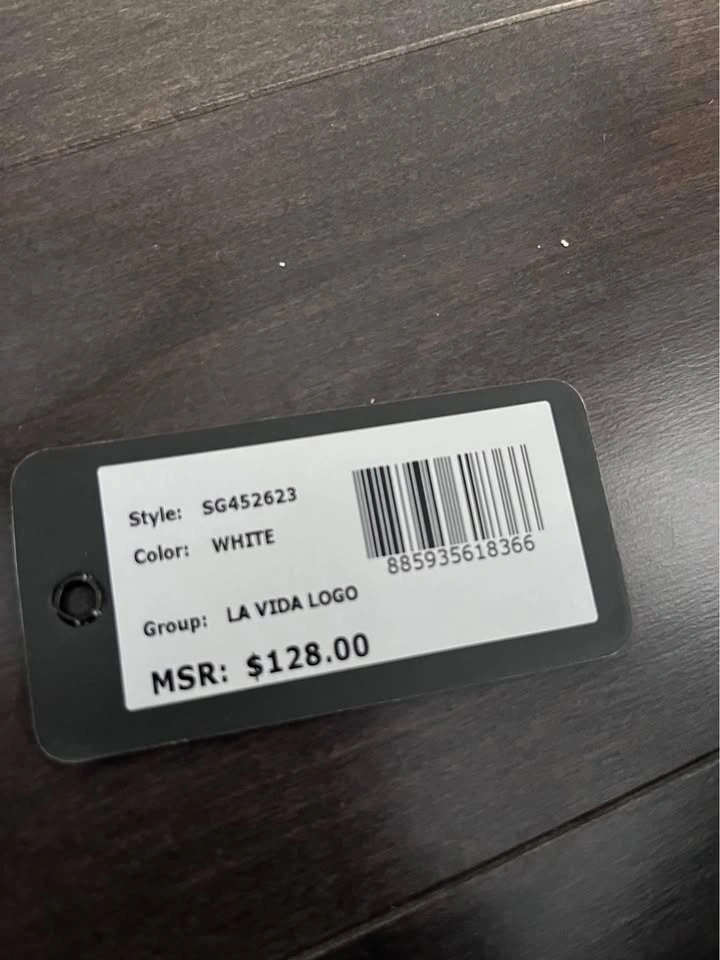 Style: SG452623
Color: WHITE
885935618366
Group: LA VIDA LOGO
MSR: $128.00